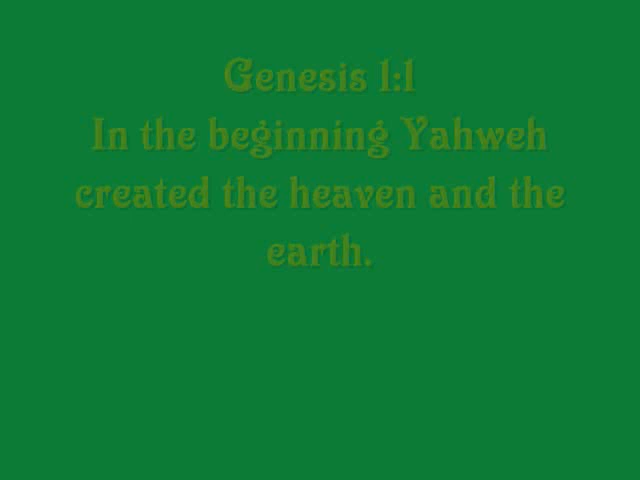 Genesis 1:1
In the beginning Yahweh
created the heaven and the
earth.